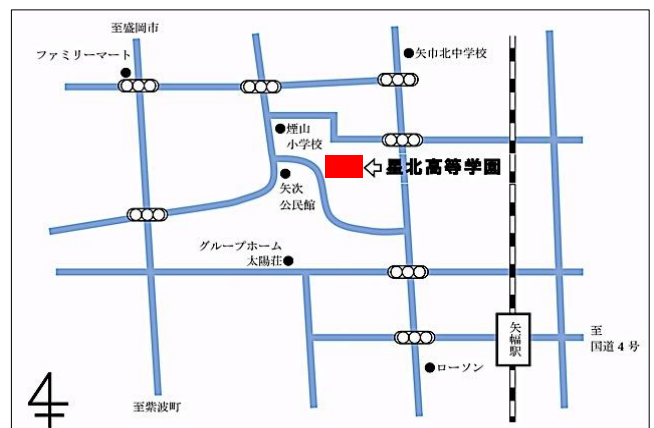 至盛岡市
ファミリーマート
矢巾北中学校
煙山
小学校
星北高等学園
矢次
公民館
グループホーム
太陽荘
矢幅駅
至
国道4号
ローソン
至紫波町